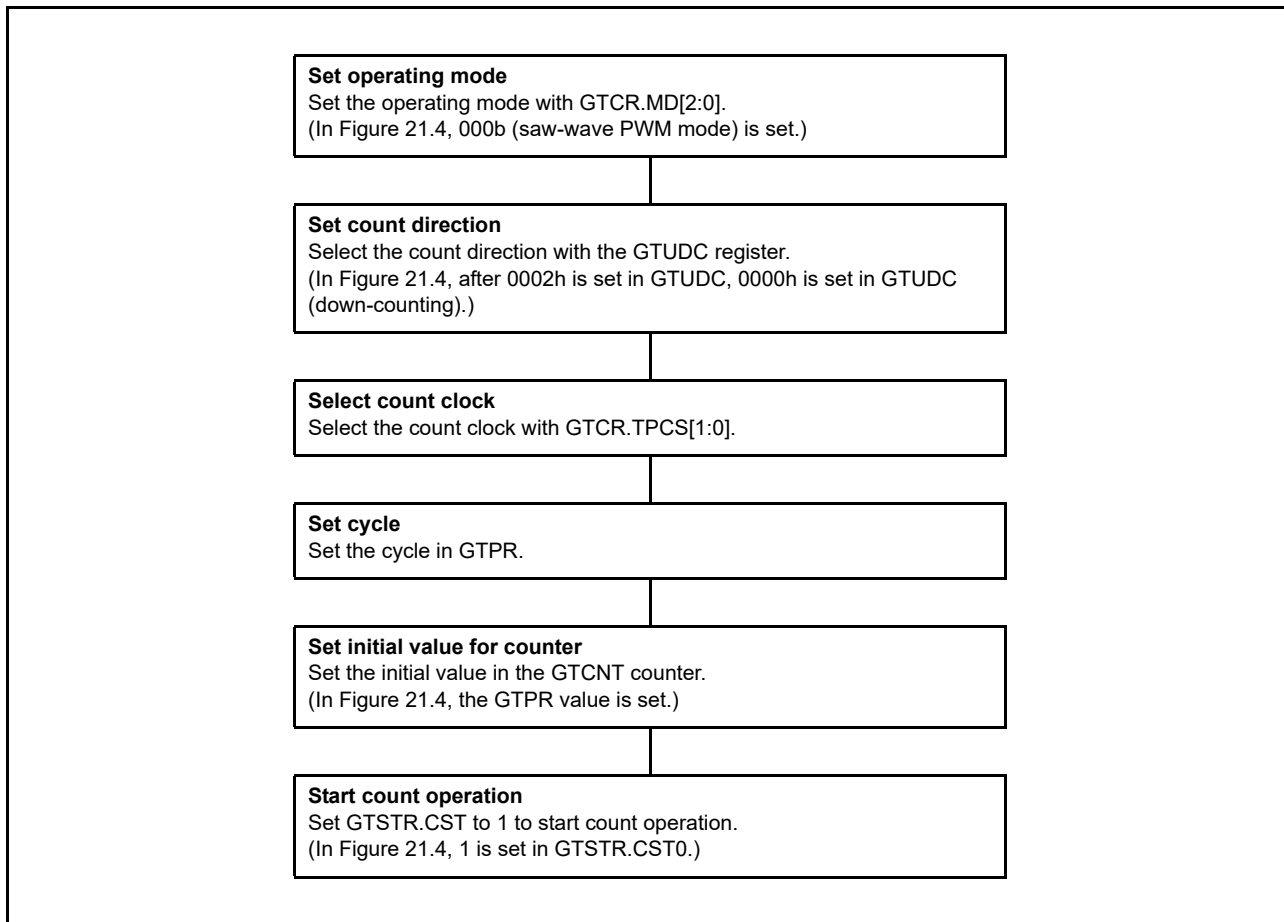 Set operating mode
Set the operating mode with GTCR.MD[2:0].
(In Figure 21.4, 000b (saw-wave PWM mode) is set.)
Set count direction
Select the count direction with the GTUDC register.
(In Figure 21.4, after 0002h is set in GTUDC, 0000h is set in GTUDC
(down-counting).)
Select count clock
Select the count clock with GTCR.TPCS[1:0].
Set cycle
Set the cycle in GTPR.
Set initial value for counter
Set the initial value in the GTCNT counter.
(In Figure 21.4, the GTPR value is set.)
Start count operation
Set GTSTR.CST to 1 to start count operation.
(In Figure 21.4, 1 is set in GTSTR.CST0.)